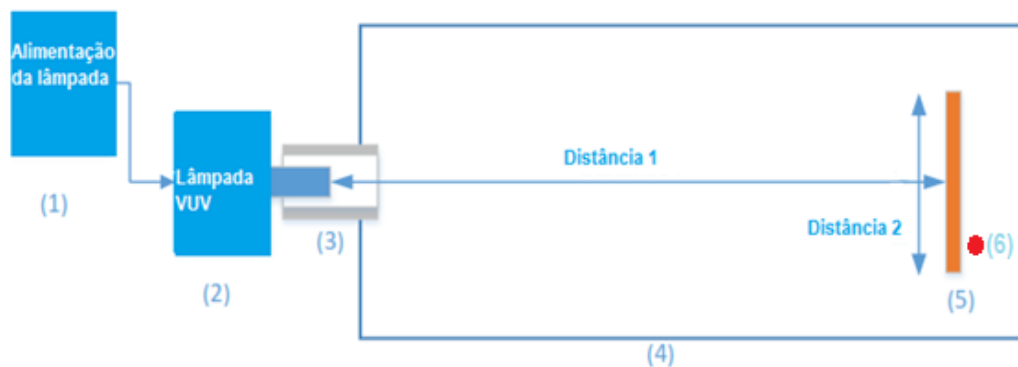 Alimentação
da lâmpada
(1)
Lâmpada
VUV
(2)
(3)
Distância 1
Distância 2
(4)
(5)
(6)